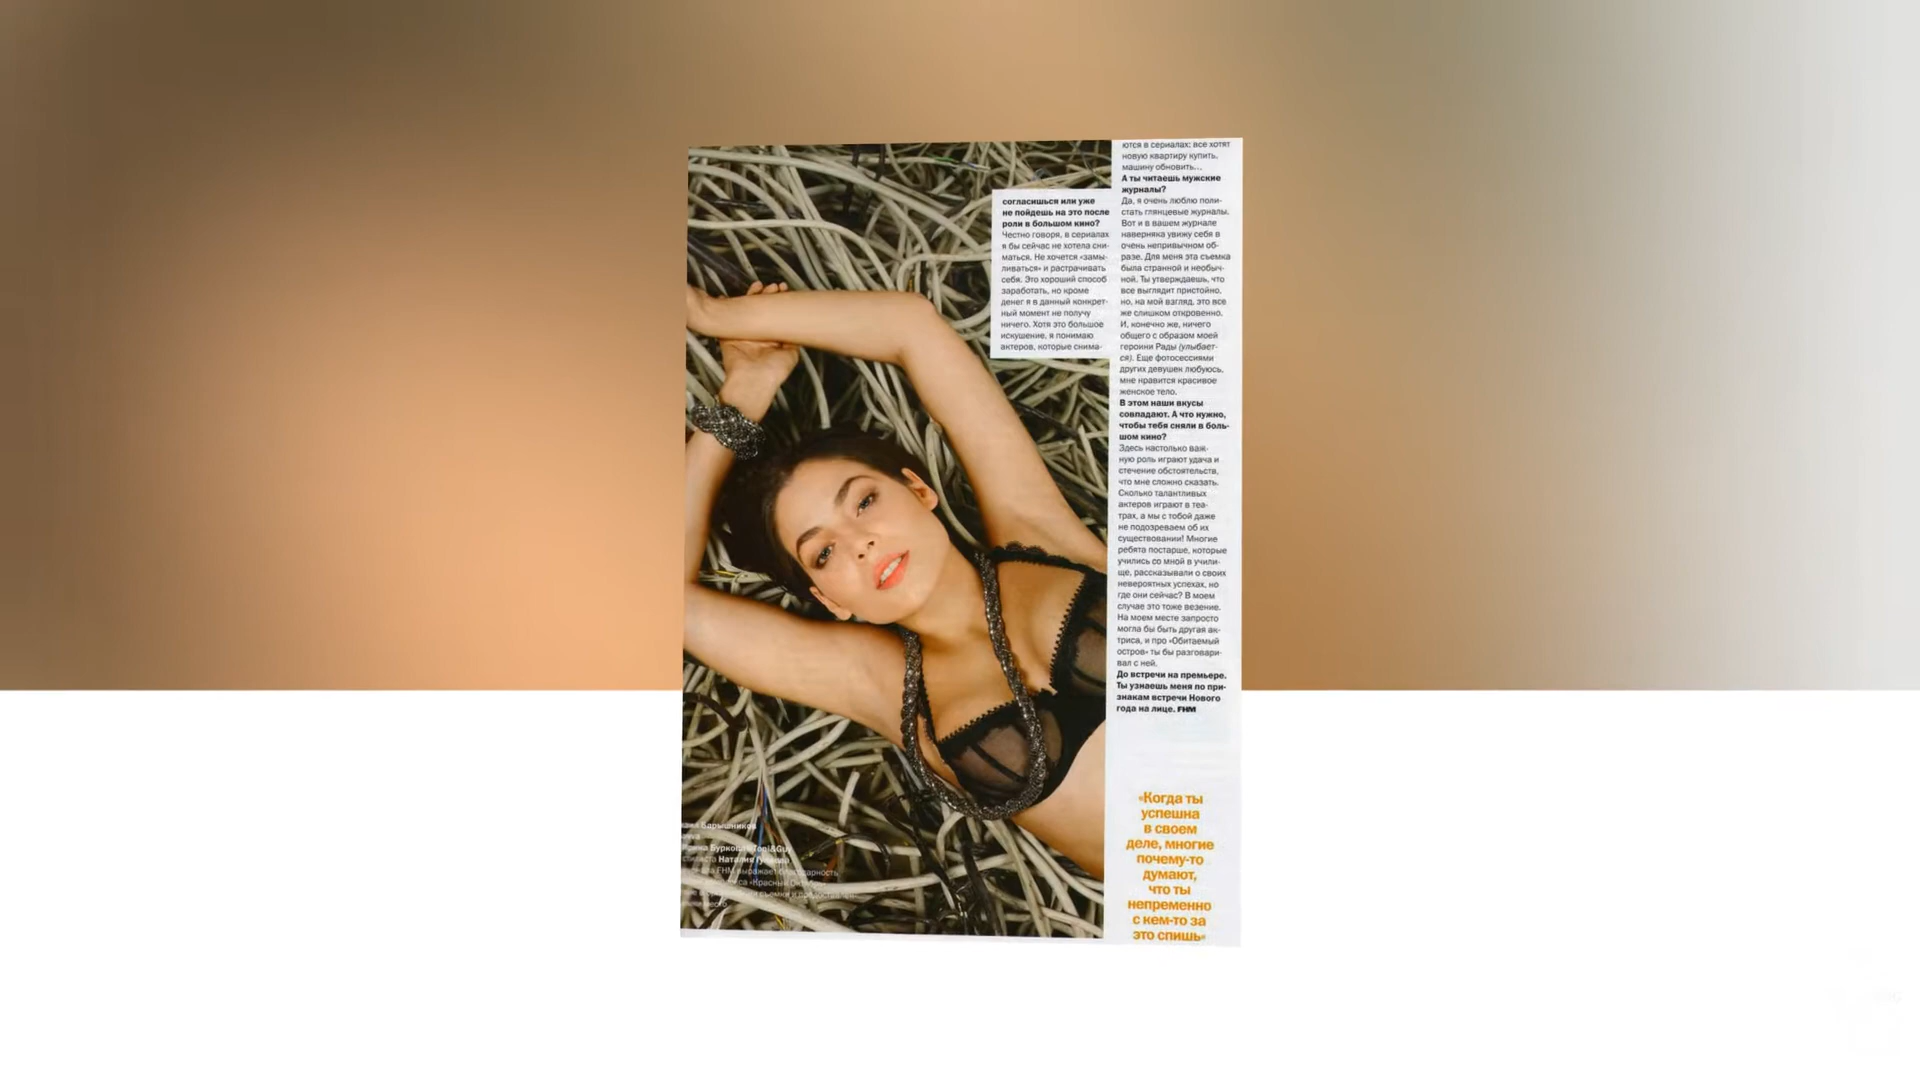 согласишься или уже
не пойдешь на это после
роли в большом кино?
Честно говоря, в сериалах
я бы сейчас не хотела сни-
маться. Не хочется «замы-
ливаться» и растрачивать
себя. Это хороший способ
заработать, но кроме
денег я в данный конкрет-
ный момент не получу
ничего. Хотя это большое
искушение, я понимаю
актеров, которые снима-
ются в сериалах: все хотят
новую квартиру купить,
машину обновить...
А ты читаешь мужские
журналы?
Да, я очень люблю поли-
стать глянцевые журналы.
Вот и в вашем журнале
наверняка увижу себя в
очень непривычном об-
разе. Для меня эта съемка
была странной и необыч-
ной. Ты утверждаешь, что
все выглядит пристойно,
но, на мой взгляд, это все
же слишком откровенно.
И, конечно же, ничего
общего с образом моей
героини Рады (улыбает-
ся). Еще фотосессиями
других девушек любуюсь,
мне нравится красивое
женское тело.
В этом наши вкусы
совпадают. А что нужно,
чтобы тебя сняли в боль-
шом кино?
Здесь настолько важ-
ную роль играют удача и
стечение обстоятельств,
что мне сложно сказать.
Сколько талантливых
актеров играют в теа-
трах, а мы с тобой даже
не подозреваем об их
существовании! Многие
ребята постарше, которые
учились со мной в учили-
ще, рассказывали о своих
невероятных успехах, но
где они сейчас? В моем
случае это тоже везение.
На моем месте запросто
могла бы быть другая ак-
триса, и про «Обитаемый
остров» ты бы разговари-
вал с ней.
До встречи на премьере.
Ты узнаешь меня по при-
знакам встречи Нового
года на лице. FHM
«Когда ты
успешна
в своем
деле, многие
почему-то
думают,
что ты
непременно
с кем-то за
это спишь»
Барышников
Буркова Toni&Guy
Наталия
FHM выражает благодарность
«Красный Октябрь»